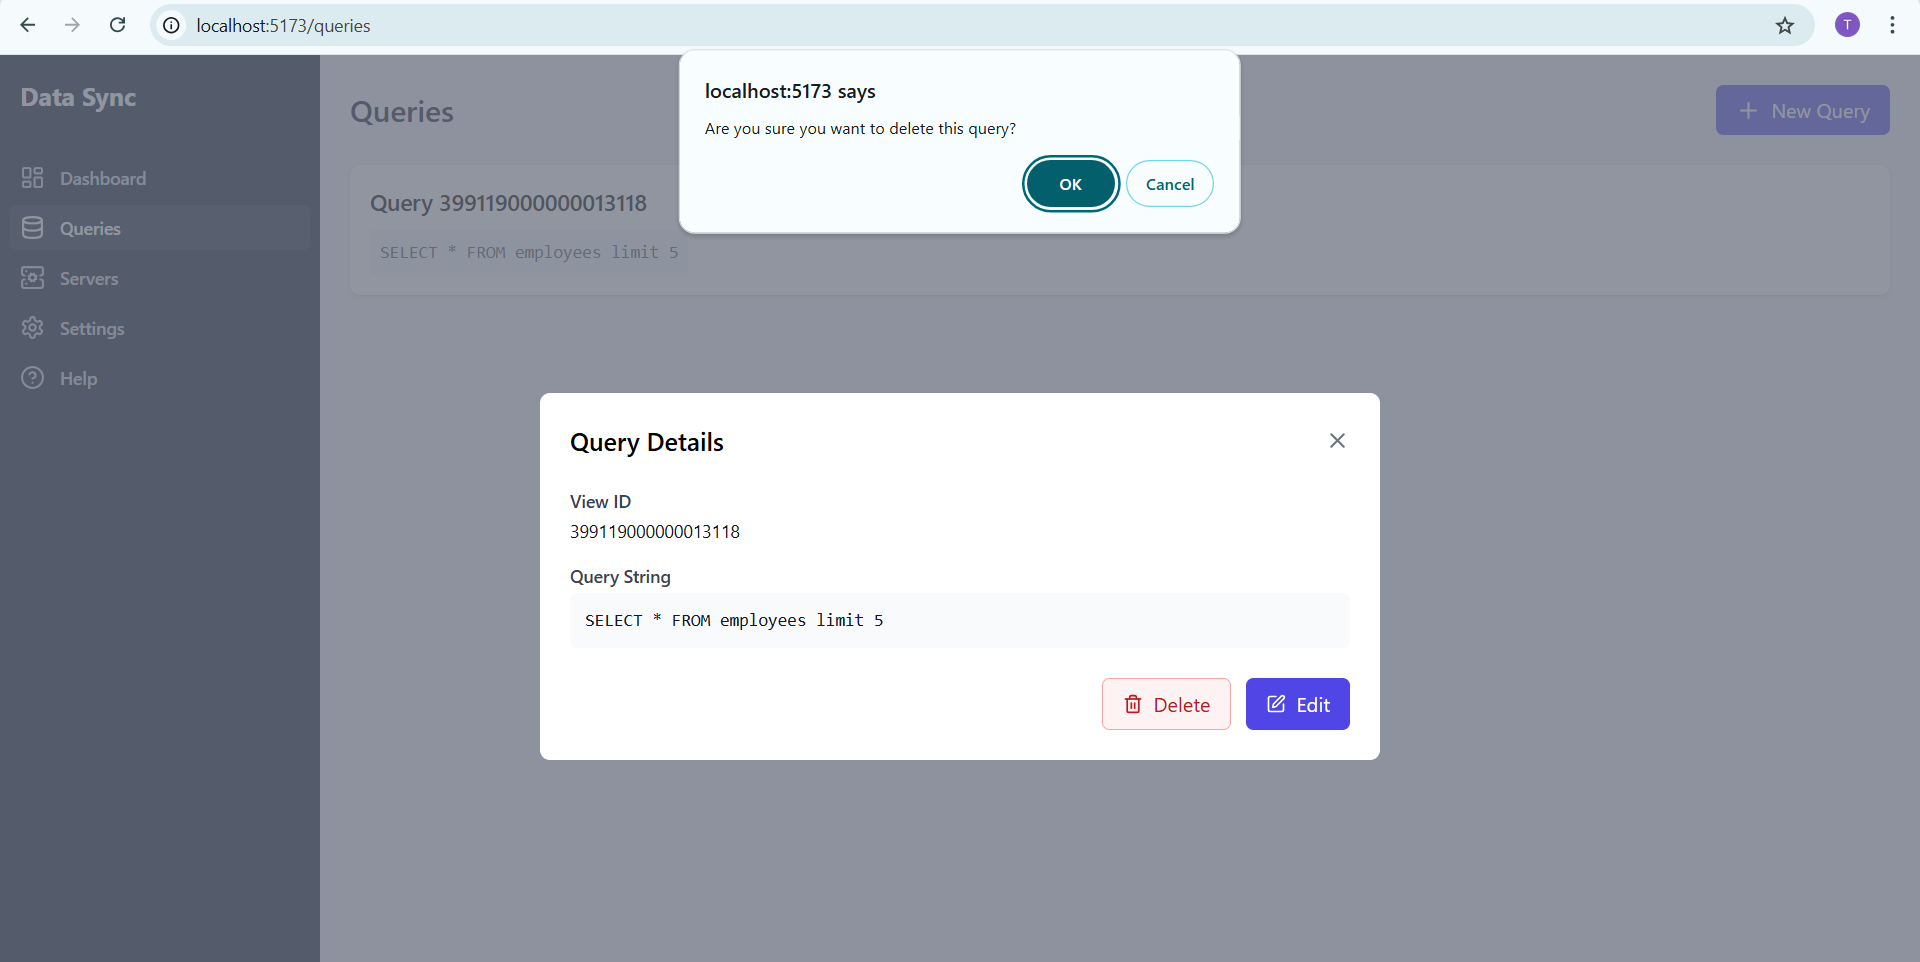 localhost:5173/queries
T
Data Sync
Dashboard
Queries
Servers
Settings
Help
Queries
New Query
Query 399119000000013118
SELECT * FROM employees limit 5
localhost:5173 says
Are you sure you want to delete this query?
OK
Cancel
Query Details
View ID
399119000000013118
Query String
SELECT * FROM employees limit 5
Delete
Edit